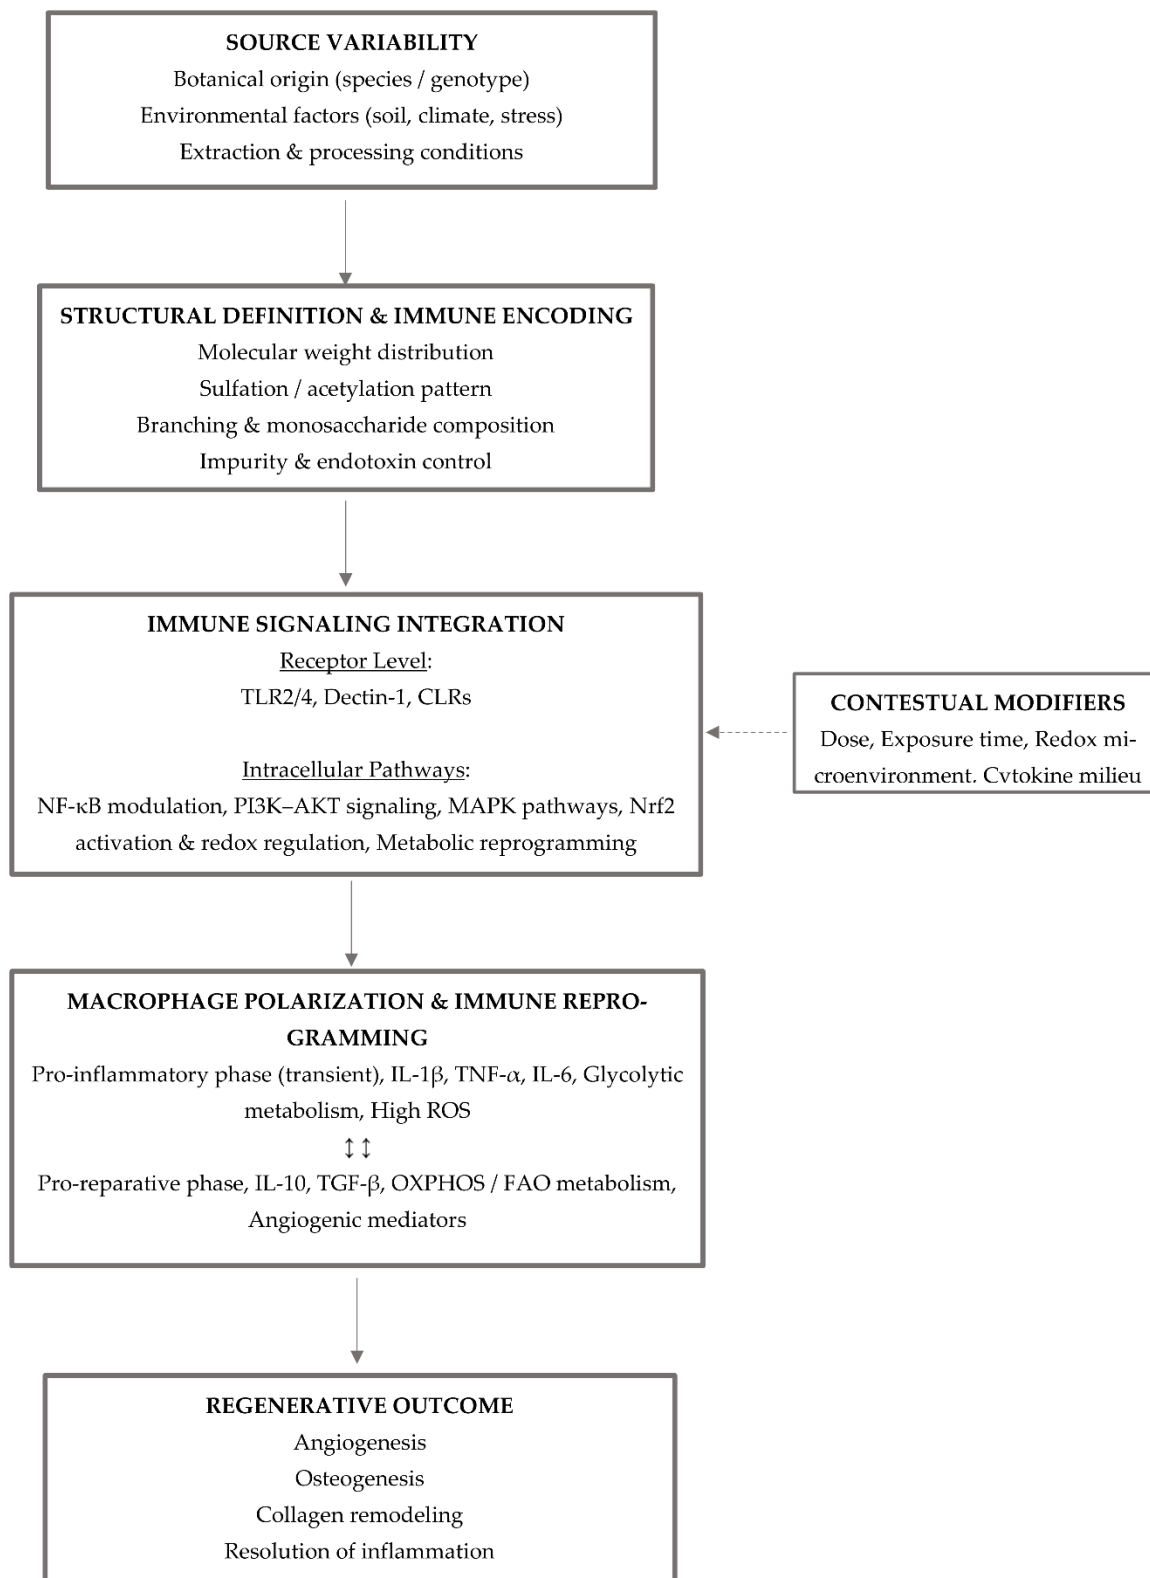 SOURCE VARIABILITY
Botanical origin (species / genotype)
Environmental factors (soil, climate, stress)
Extraction & processing conditions
STRUCTURAL DEFINITION & IMMUNE ENCODING
Molecular weight distribution
Sulfation / acetylation pattern
Branching & monosaccharide composition
Impurity & endotoxin control
IMMUNE SIGNALING INTEGRATION
Receptor Level:
TLR2/4, Dectin-1, CLRs
Intracellular Pathways:
NF-κB modulation, PI3K–AKT signaling, MAPK pathways, Nrf2
activation & redox regulation, Metabolic reprogramming
CONTESTUAL MODIFIERS
Dose, Exposure time, Redox mi-
croenvironment, Cytokine milieu
MACROPHAGE POLARIZATION & IMMUNE REPRO-
GRAMMING
Pro-inflammatory phase (transient), IL-1β, TNF-α, IL-6, Glycolytic
metabolism, High ROS
↕↕
Pro-reparative phase, IL-10, TGF-β, OXPHOS / FAO metabolism,
Angiogenic mediators
REGENERATIVE OUTCOME
Angiogenesis
Osteogenesis
Collagen remodeling
Resolution of inflammation